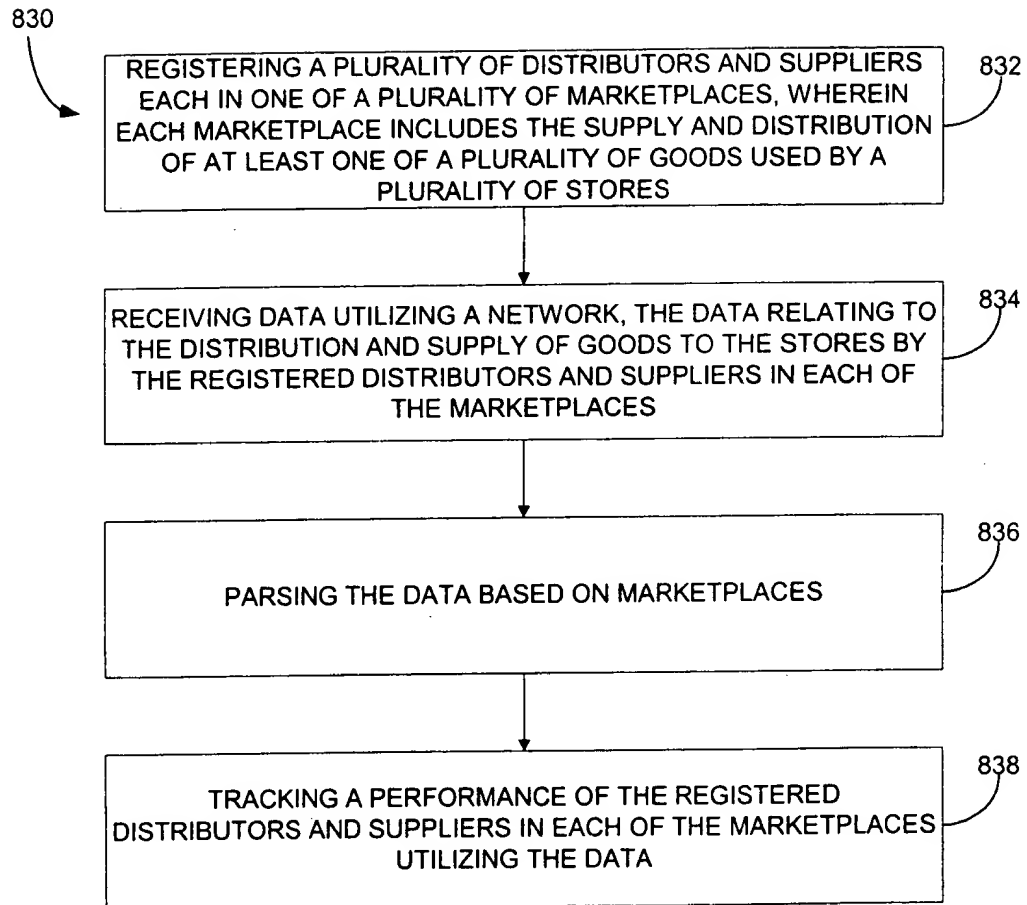 830
REGISTERING A PLURALITY OF DISTRIBUTORS AND SUPPLIERS
EACH IN ONE OF A PLURALITY OF MARKETPLACES, WHEREIN
EACH MARKETPLACE INCLUDES THE SUPPLY AND DISTRIBUTION
OF AT LEAST ONE OF A PLURALITY OF GOODS USED BY A
PLURALITY OF STORES
832
RECEIVING DATA UTILIZING A NETWORK, THE DATA RELATING TO
THE DISTRIBUTION AND SUPPLY OF GOODS TO THE STORES BY
THE REGISTERED DISTRIBUTORS AND SUPPLIERS IN EACH OF
THE MARKETPLACES
834
PARSING THE DATA BASED ON MARKETPLACES
836
TRACKING A PERFORMANCE OF THE REGISTERED
DISTRIBUTORS AND SUPPLIERS IN EACH OF THE MARKETPLACES
UTILIZING THE DATA
838